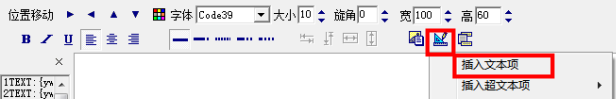 位置移动 字体 Code39 大小 10 旋角 0 宽 100 高 60
B I U
插入文本项
1TEXT:{yw
2TEXT:{yw
插入超文本项